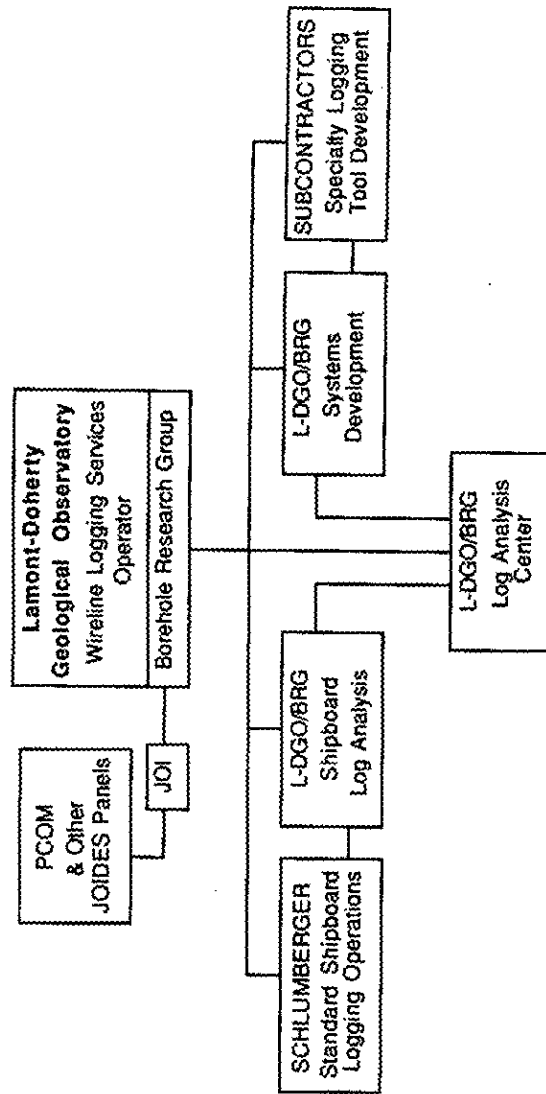 PCOM
& Other
JOIDES Panels
JOI
Lamont-Doherty
Geological Observatory
Wireline Logging Services
Operator
Borehole Research Group
SCHLUMBERGER
Standard Shipboard
Logging Operations
L-DGO/BRG
Shipboard
Log Analysis
L-DGO/BRG
Systems
Development
SUBCONTRACTORS
Specialty Logging
Tool Development
L-DGO/BRG
Log Analysis
Center